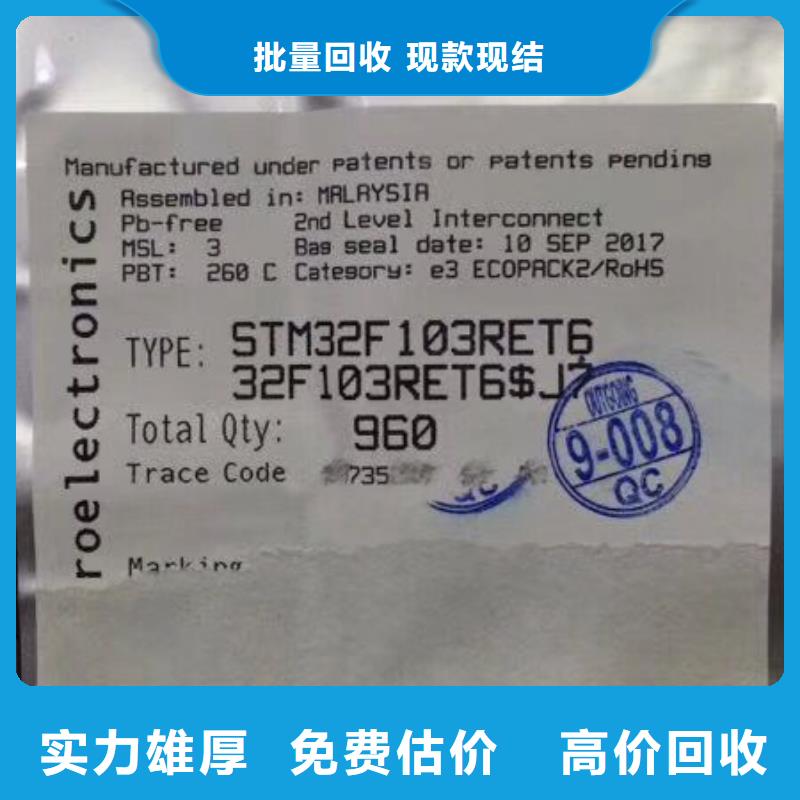 批量回收 现款现结
Manufactured under patents or patents pending
Assembled in: MALAYSIA
Pb-free 2nd Level Interconnect
MSL: 3 Bag seal date: 10 SEP 2017
PBT: 260 C Category: e3 ECOPACK2/RoHS
roelectronics
TYPE: STM32F103RET6
32F103RET6$J7
Total Qty: 960
Trace Code 735
OUTGOING
9-008
QC
QC
Marking
实力雄厚 免费估价 高价回收